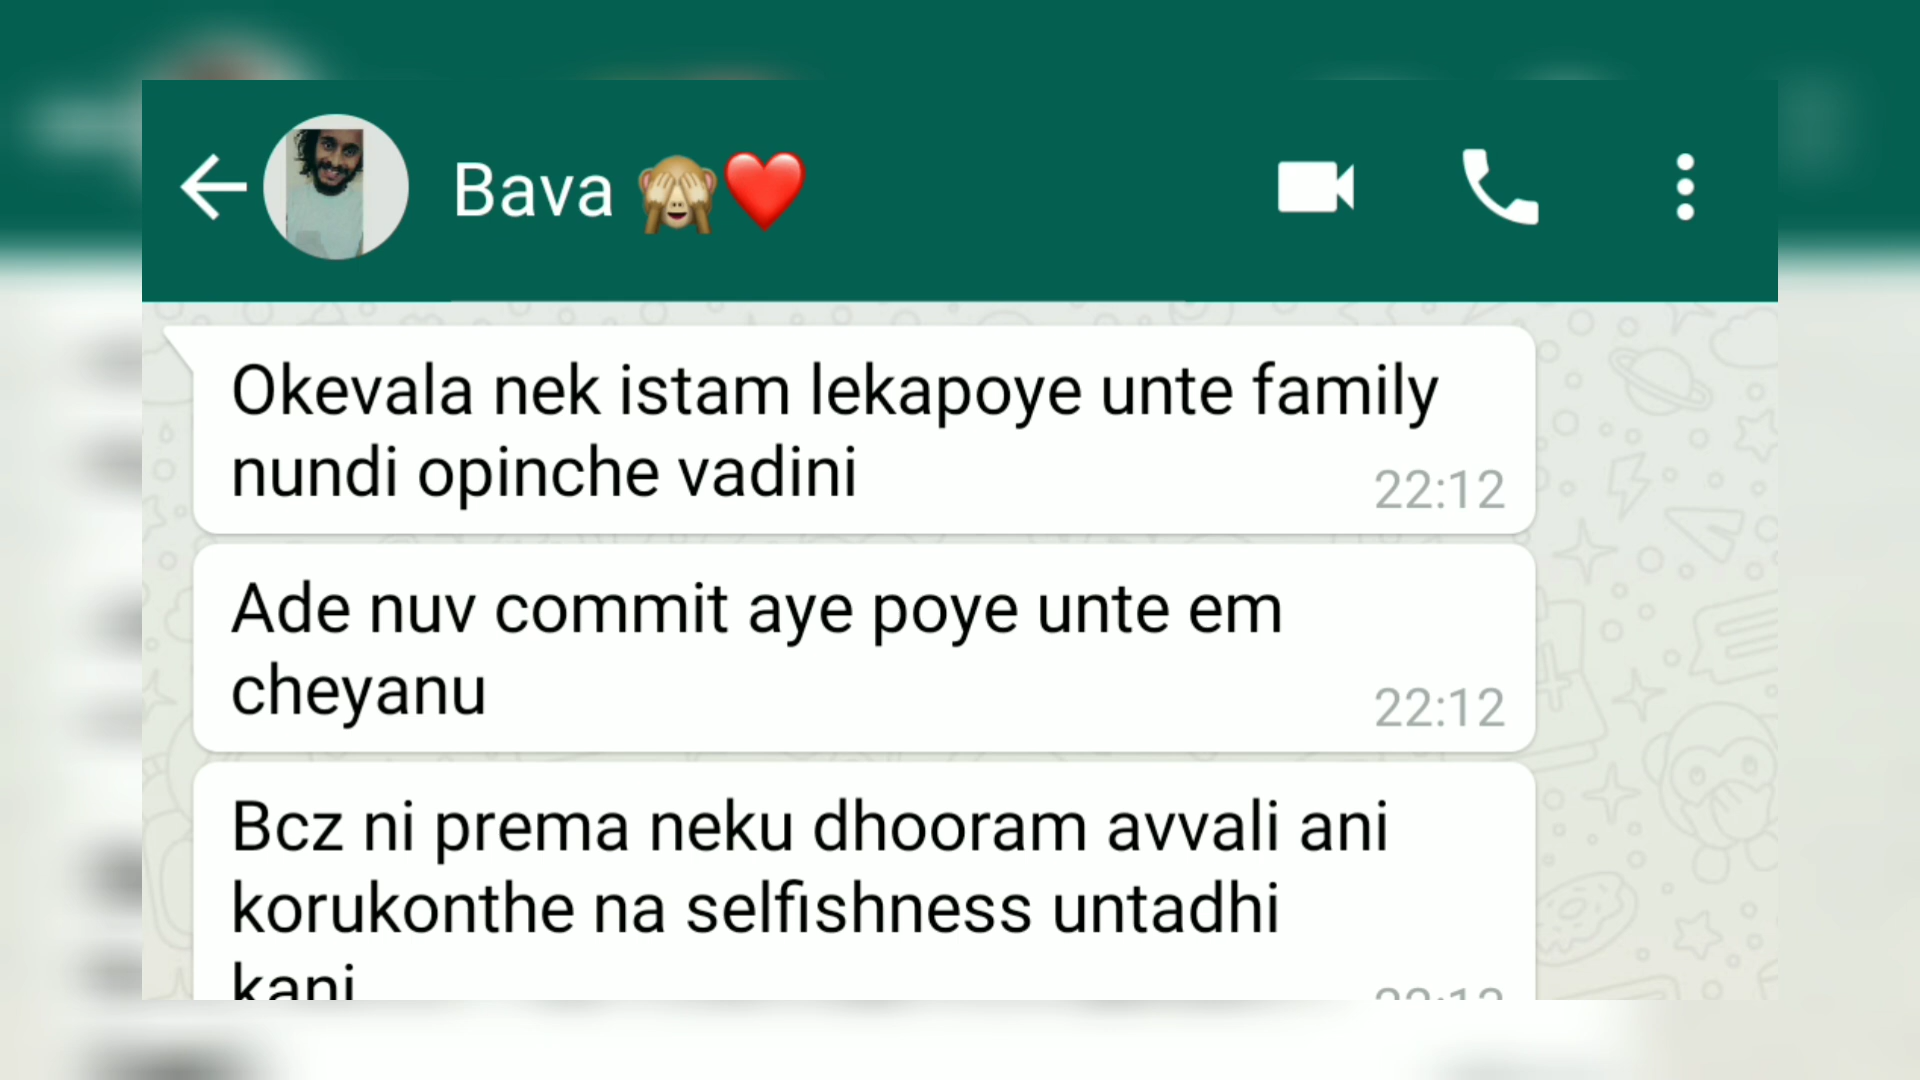 Bava 🙈❤️
Okevala nek istam lekapoye unte family
nundi opinche vadini
22:12
Ade nuv commit aye poye unte em
cheyanu
22:12
Bcz ni prema neku dhooram avvali ani
korukonthe na selfishness untadhi
kani